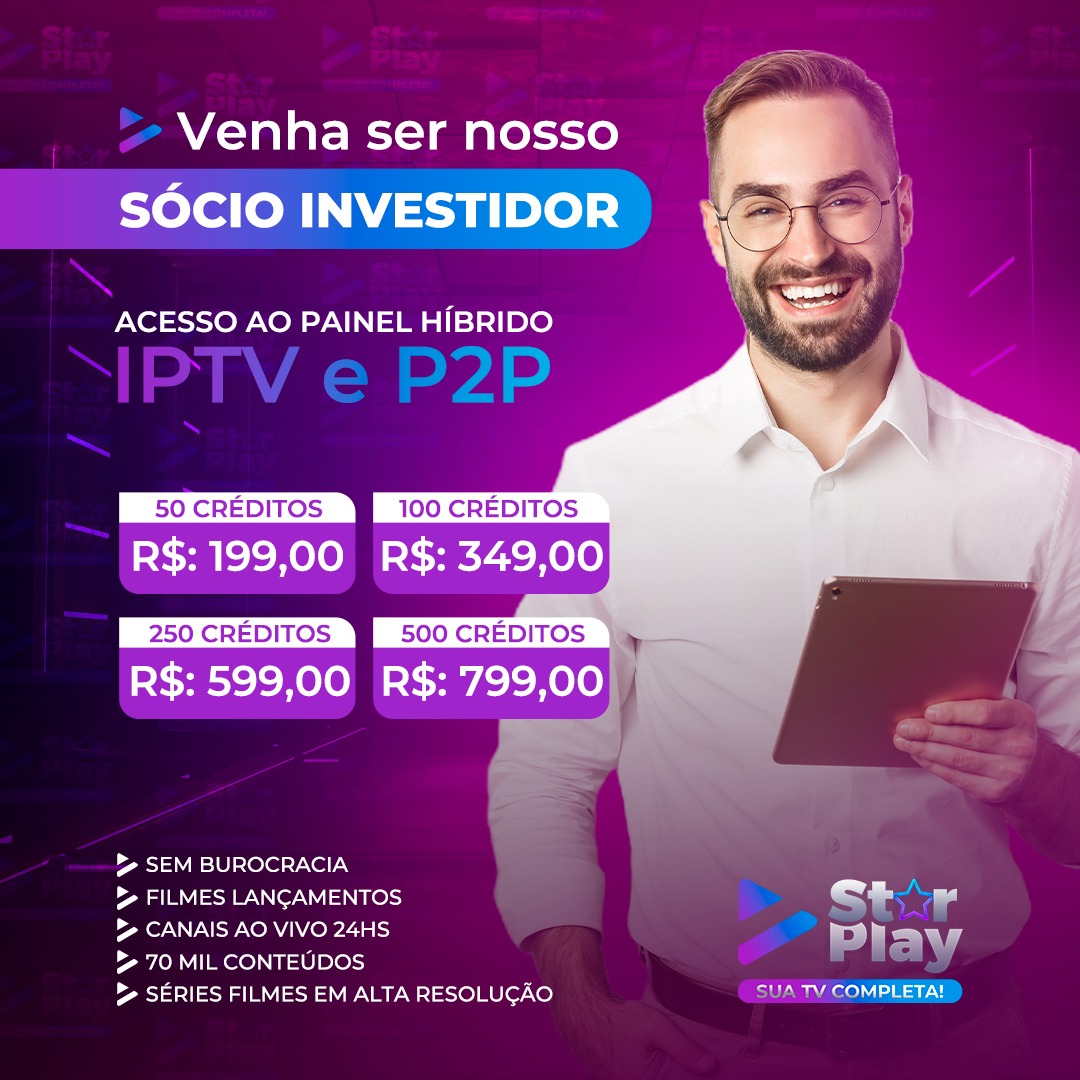 Venha ser nosso
SÓCIO INVESTIDOR
ACESSO AO PAINEL HÍBRIDO
IPTV e P2P
50 CRÉDITOS
R$: 199,00
100 CRÉDITOS
R$: 349,00
250 CRÉDITOS
R$: 599,00
500 CRÉDITOS
R$: 799,00
SEM BUROCRACIA
FILMES LANÇAMENTOS
CANAIS AO VIVO 24HS
70 MIL CONTEÚDOS
SÉRIES FILMES EM ALTA RESOLUÇÃO
Star
Play
SUA TV COMPLETA!